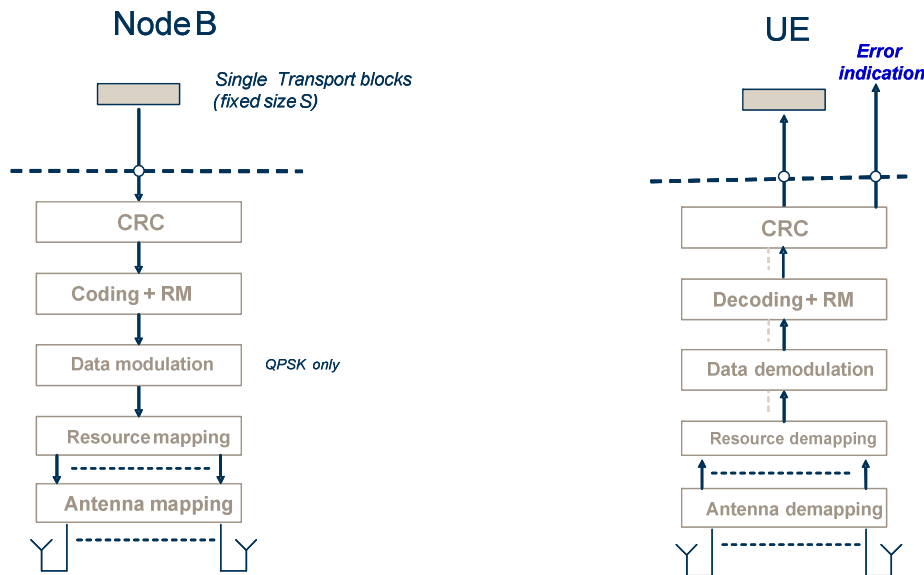 Node B
Single Transport blocks
(fixed size S)
CRC
Coding + RM
Data modulation
QPSK only
Resource mapping
Antenna mapping
UE
Error
indication
CRC
Decoding + RM
Data demodulation
Resource demapping
Antenna demapping